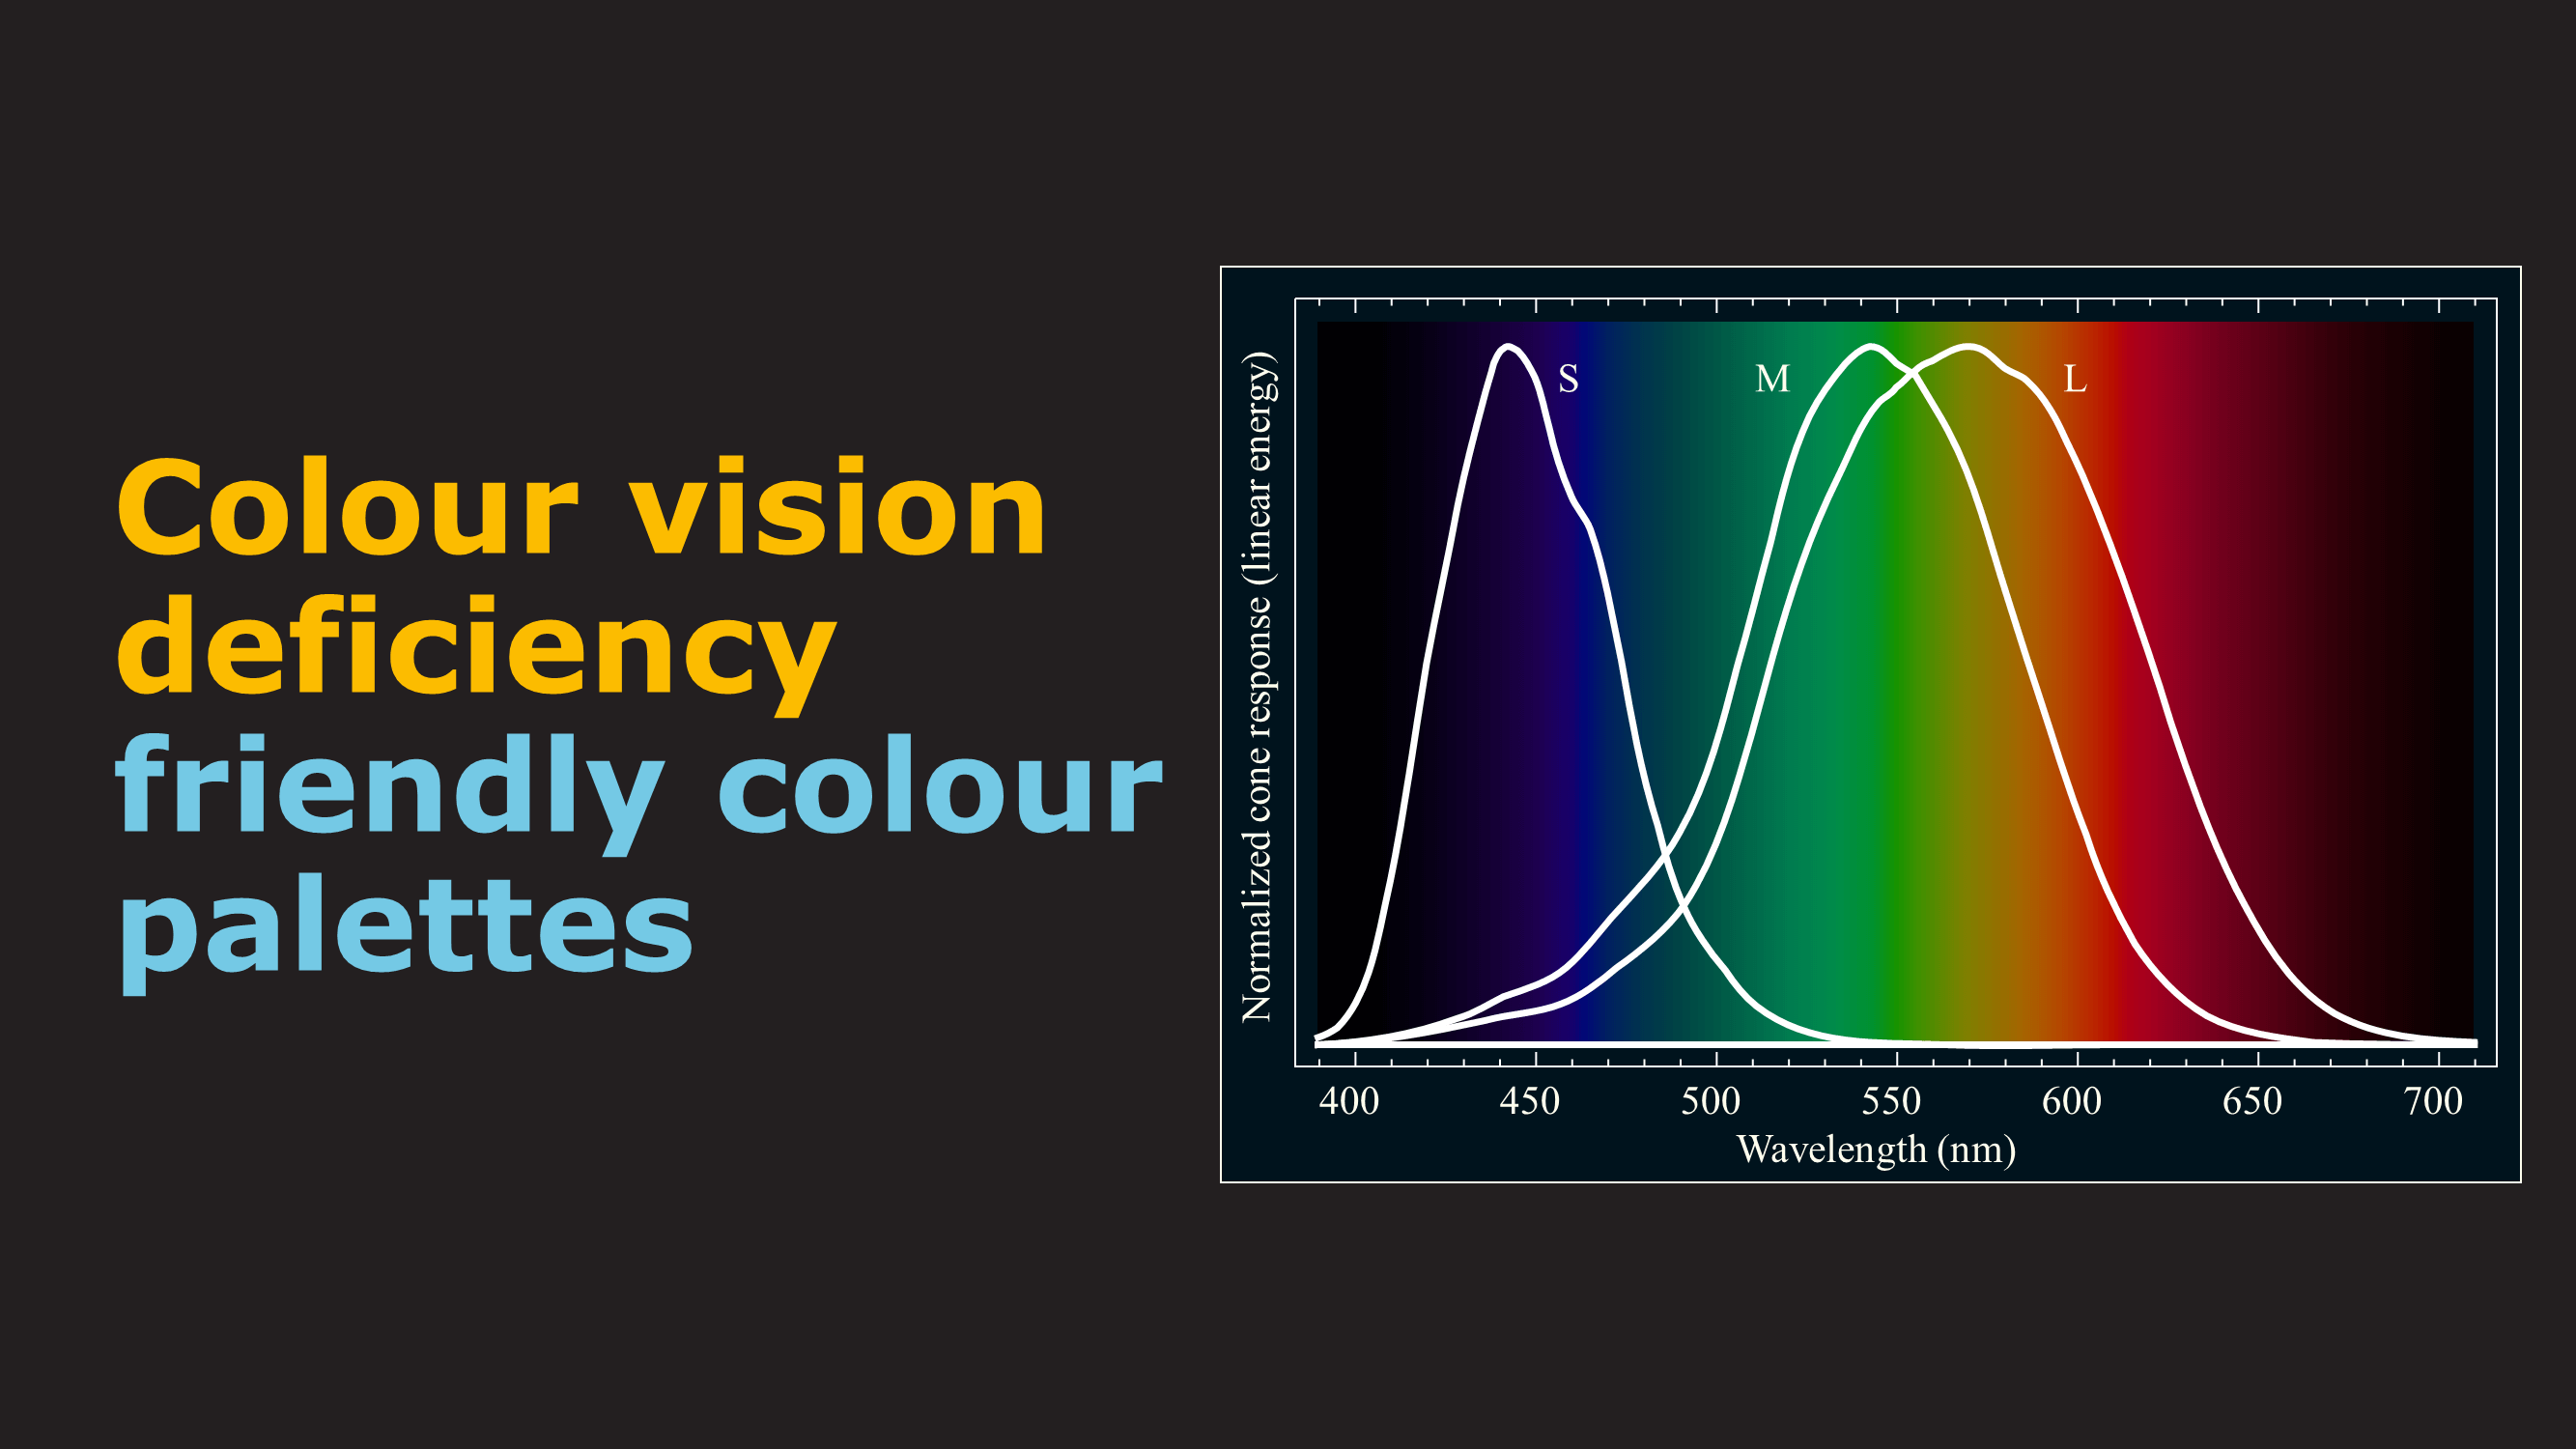 Colour vision
deficiency
friendly colour
palettes
Normalized cone response (linear energy)
S M L
400 450 500 550 600 650 700
Wavelength (nm)